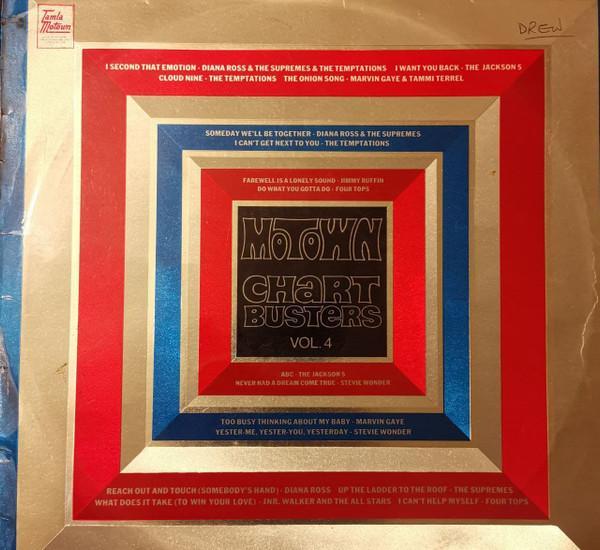 Tamla
Motown
DREW
I SECOND THAT EMOTION - DIANA ROSS & THE SUPREMES & THE TEMPTATIONS I WANT YOU BACK - THE JACKSON 5
CLOUD NINE - THE TEMPTATIONS THE ONION SONG - MARVIN GAYE & TAMMI TERREL
SOMEDAY WE'LL BE TOGETHER - DIANA ROSS & THE SUPREMES
I CAN'T GET NEXT TO YOU - THE TEMPTATIONS
FAREWELL IS A LONELY SOUND - JIMMY RUFFIN
DO WHAT YOU GOTTA DO - FOUR TOPS
MOTOWN
CHART
BUSTERS
VOL. 4
ABC - THE JACKSON 5
NEVER HAD A DREAM COME TRUE - STEVIE WONDER
TOO BUSY THINKING ABOUT MY BABY - MARVIN GAYE
YESTER-ME, YESTER-YOU, YESTERDAY - STEVIE WONDER
REACH OUT AND TOUCH (SOMEBODY'S HAND) - DIANA ROSS UP THE LADDER TO THE ROOF - THE SUPREMES
WHAT DOES IT TAKE (TO WIN YOUR LOVE) - JNR. WALKER AND THE ALL STARS I CAN'T HELP MYSELF - FOUR TOPS